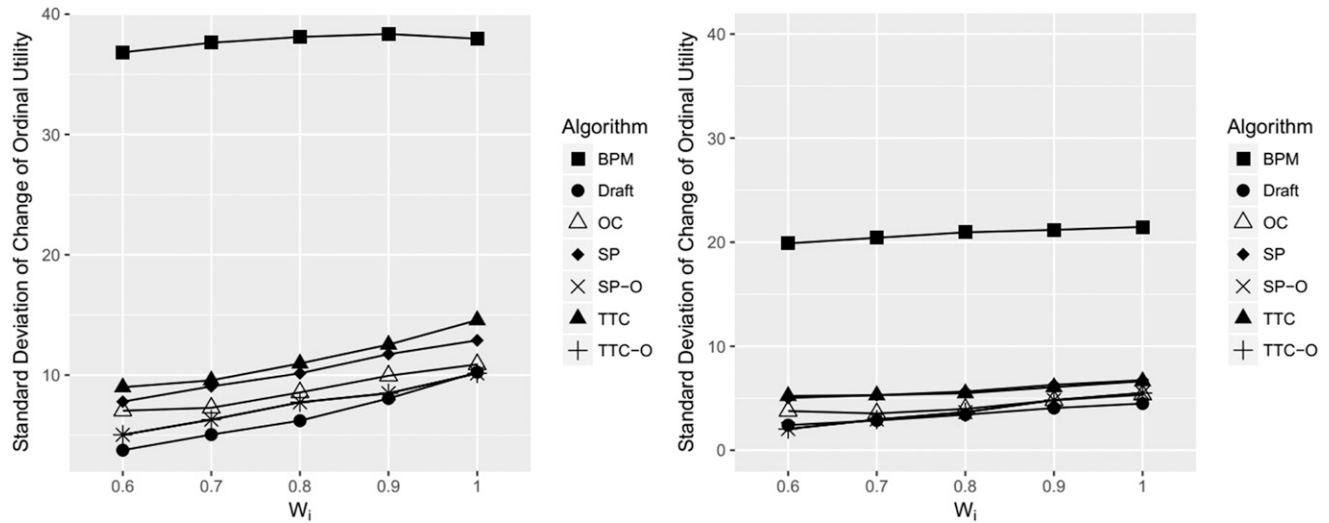 Standard Deviation of Change of Ordinal Utility
40
30
20
10
0.6 0.7 0.8 0.9 1
Wi
Algorithm
BPM
Draft
OC
SP
SP-O
TTC
TTC-O
Standard Deviation of Change of Ordinal Utility
40
30
20
10
0
0.6 0.7 0.8 0.9 1
Wi
Algorithm
BPM
Draft
OC
SP
SP-O
TTC
TTC-O